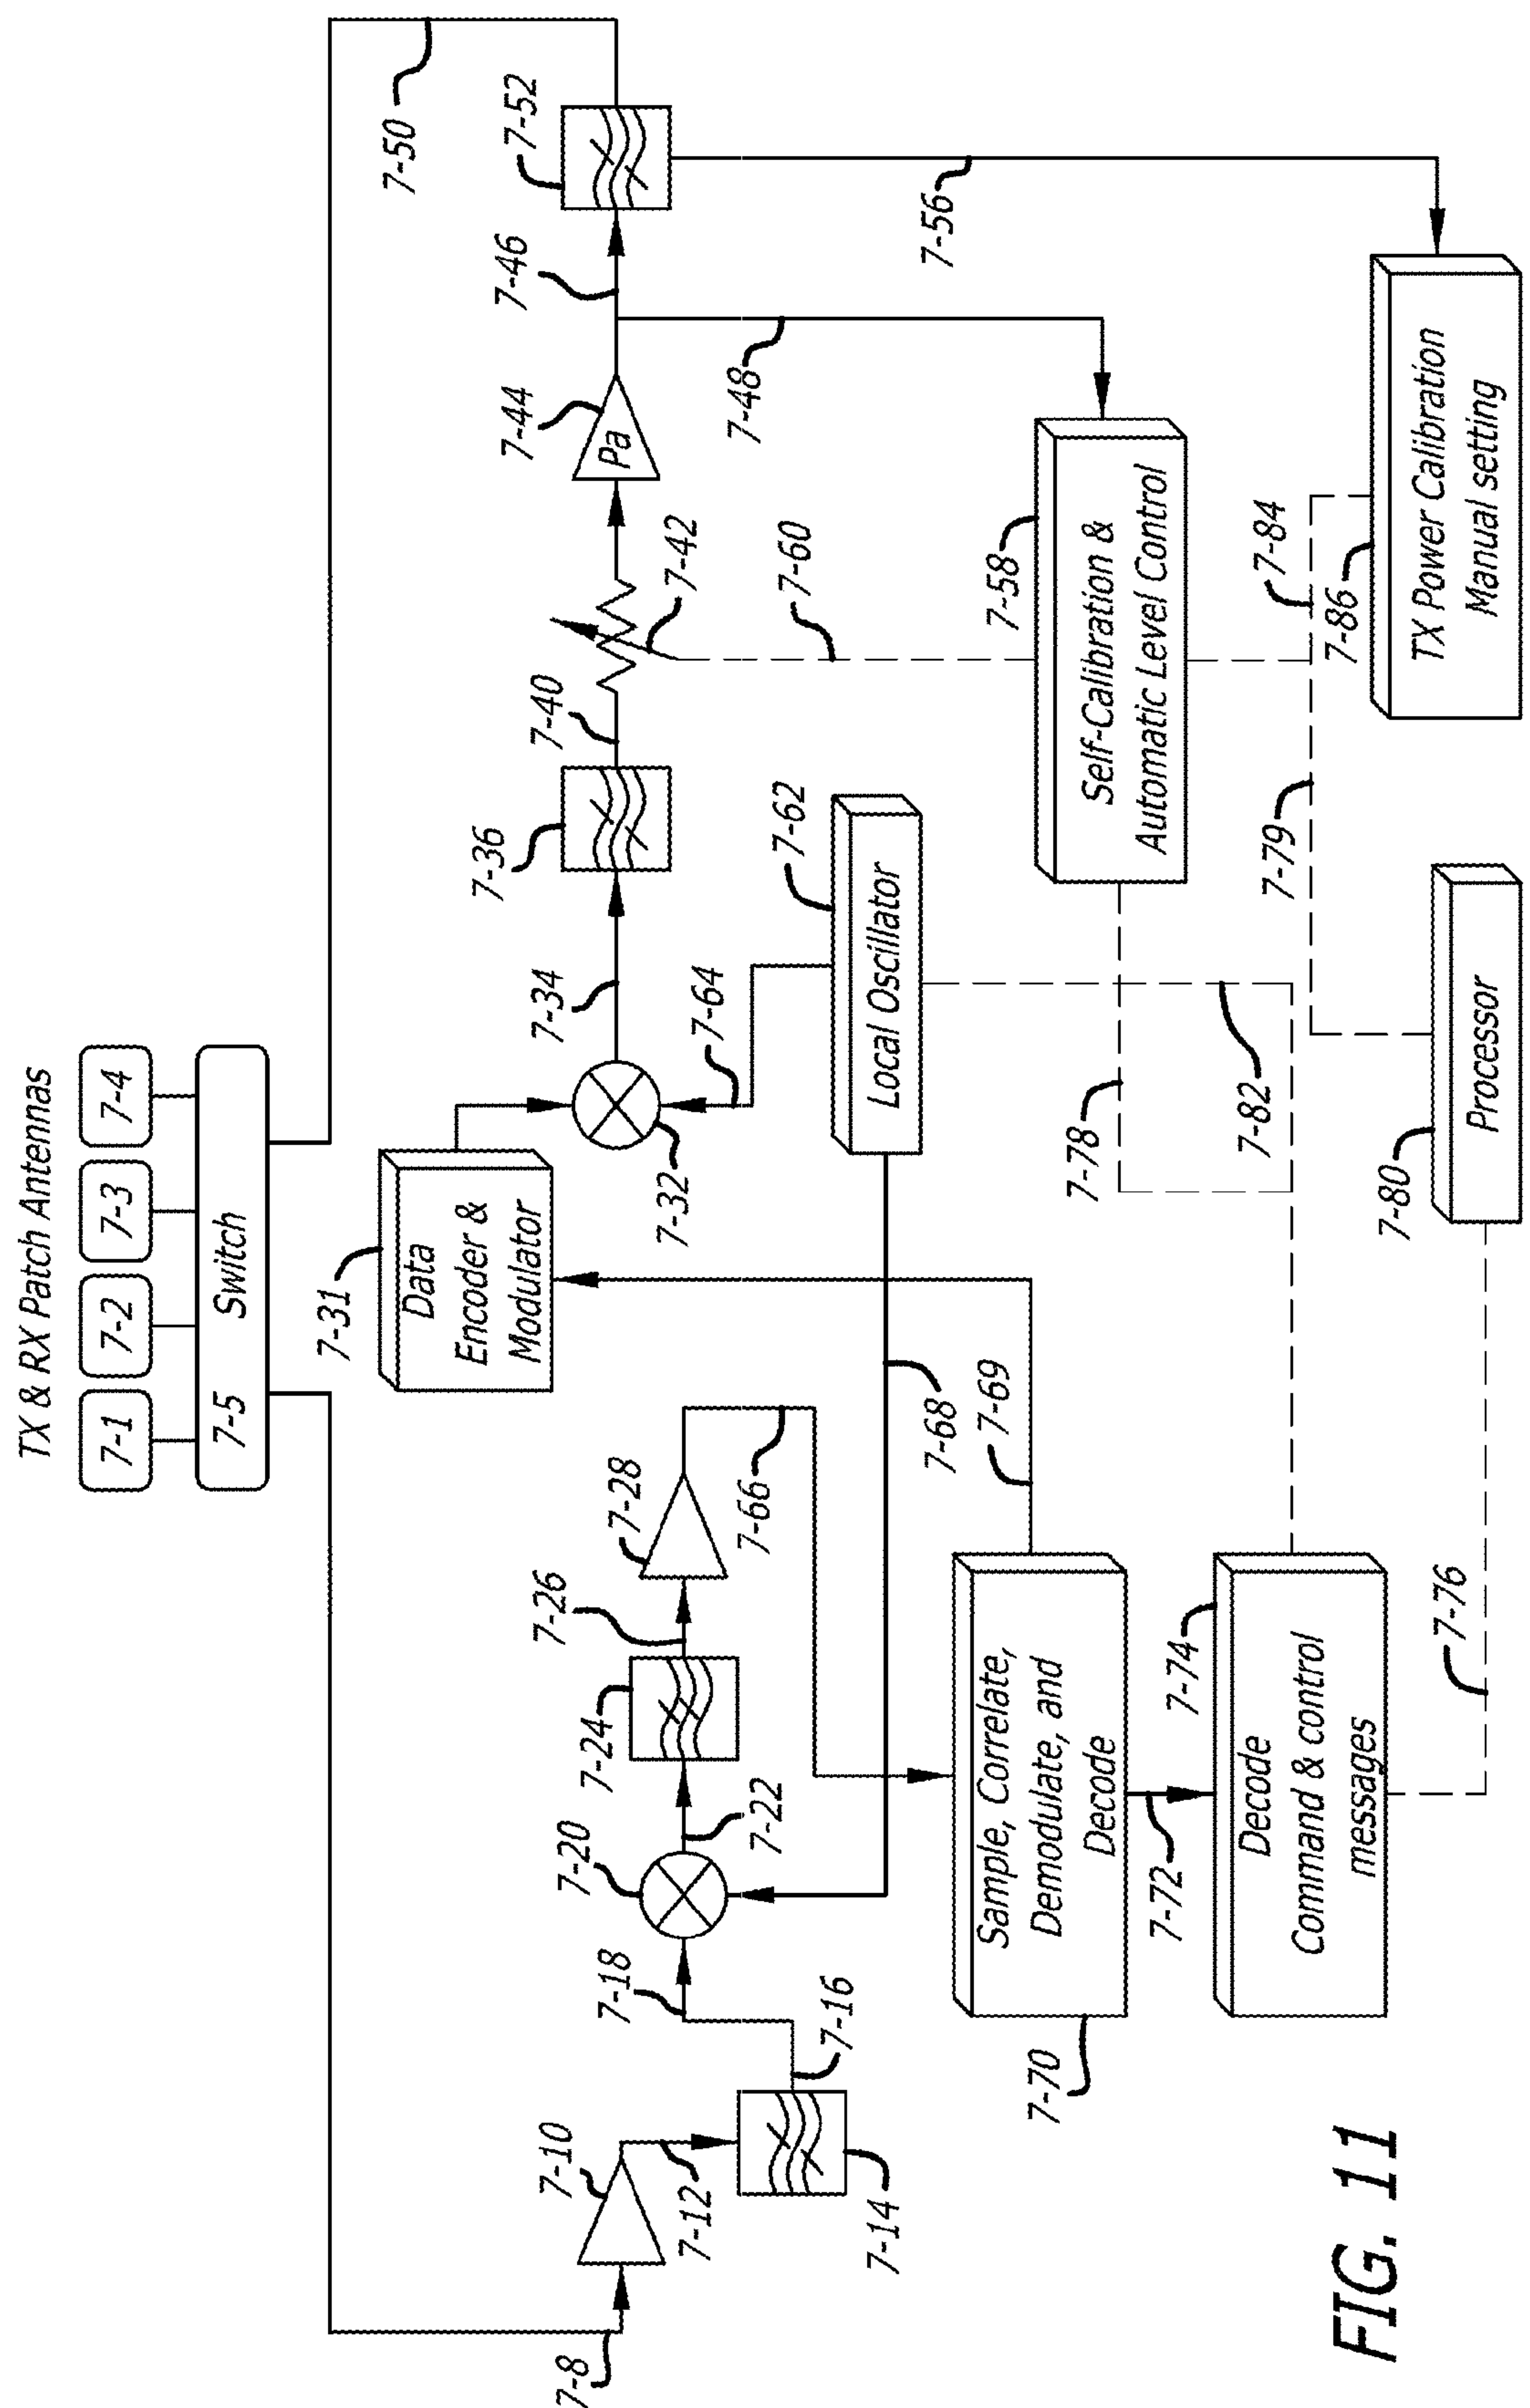 TX & RX Patch Antennas
7-1
7-2
7-3
7-4
7-5
Switch
7-50
7-8
7-10
7-12
7-14
7-16
7-18
7-20
7-22
7-24
7-26
7-28
7-66
7-31
Data
Encoder &
Modulator
7-32
7-34
7-36
7-40
7-42
7-44
Pa
7-46
7-48
7-52
7-56
7-60
7-64
7-62
Local Oscillator
7-68
7-69
7-58
Self-Calibration &
Automatic Level Control
7-70
Sample, Correlate,
Demodulate, and
Decode
7-72
7-74
Decode
Command & control
messages
7-76
7-78
7-82
7-79
7-84
7-80
Processor
7-86
TX Power Calibration
Manual setting
FIG. 11